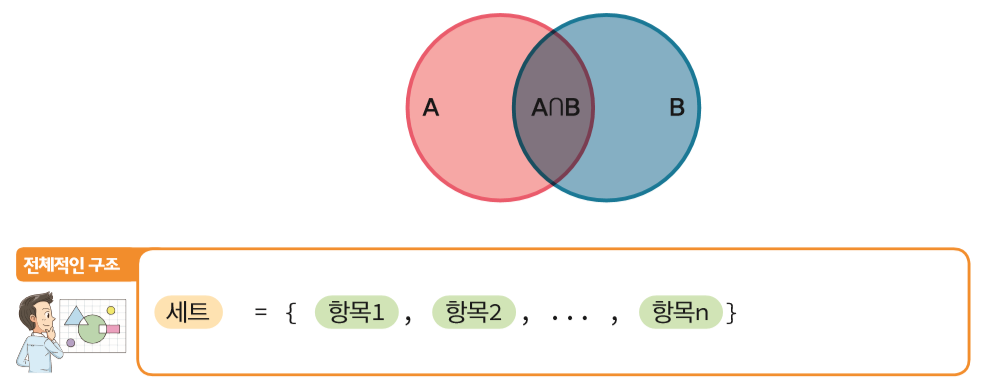 A A∩B B
전체적인 구조
세트 = { 항목1 , 항목2 , ... , 항목n }